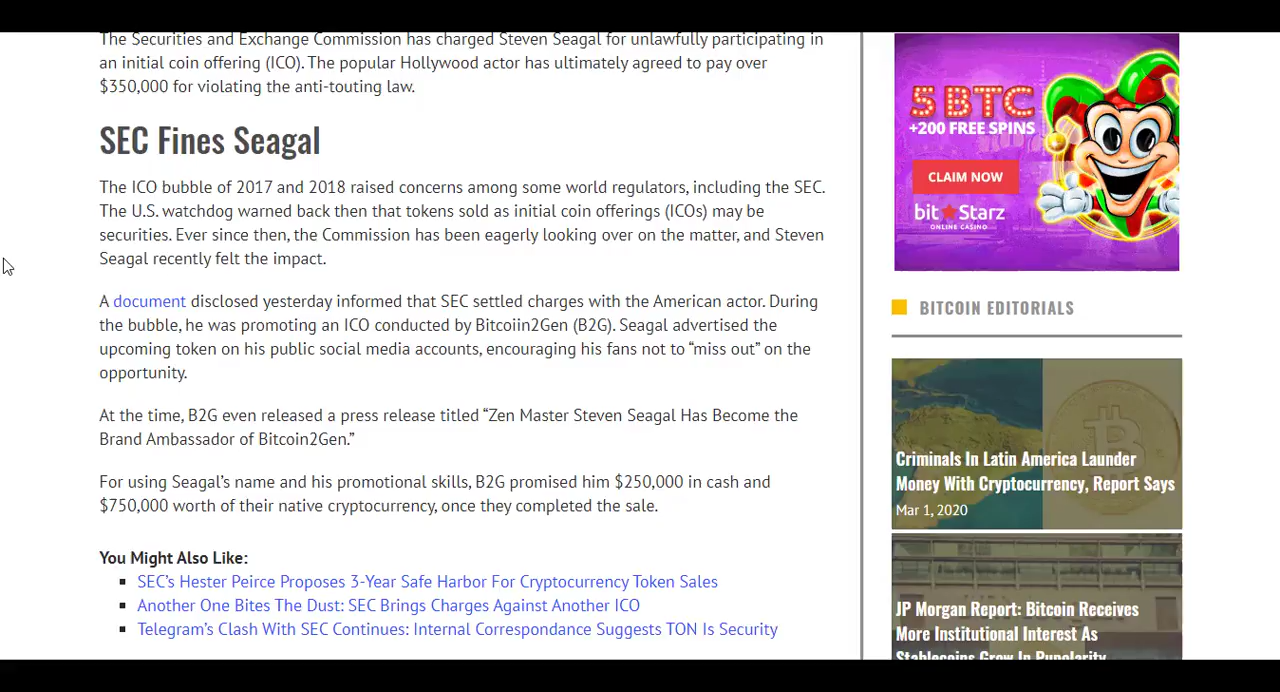 The Securities and Exchange Commission has charged Steven Seagal for unlawfully participating in
an initial coin offering (ICO). The popular Hollywood actor has ultimately agreed to pay over
$350,000 for violating the anti-touting law.
SEC Fines Seagal
The ICO bubble of 2017 and 2018 raised concerns among some world regulators, including the SEC.
The U.S. watchdog warned back then that tokens sold as initial coin offerings (ICOs) may be
securities. Ever since then, the Commission has been eagerly looking over on the matter, and Steven
Seagal recently felt the impact.
A document disclosed yesterday informed that SEC settled charges with the American actor. During
the bubble, he was promoting an ICO conducted by Bitcoiin2Gen (B2G). Seagal advertised the
upcoming token on his public social media accounts, encouraging his fans not to “miss out” on the
opportunity.
At the time, B2G even released a press release titled “Zen Master Steven Seagal Has Become the
Brand Ambassador of Bitcoin2Gen.”
For using Seagal’s name and his promotional skills, B2G promised him $250,000 in cash and
$750,000 worth of their native cryptocurrency, once they completed the sale.
You Might Also Like:
SEC’s Hester Peirce Proposes 3-Year Safe Harbor For Cryptocurrency Token Sales
Another One Bites The Dust: SEC Brings Charges Against Another ICO
Telegram’s Clash With SEC Continues: Internal Correspondance Suggests TON Is Security
5 BTC
+200 FREE SPINS
CLAIM NOW
bitStarz
ONLINE CASINO
BITCOIN EDITORIALS
Criminals In Latin America Launder
Money With Cryptocurrency, Report Says
Mar 1, 2020
JP Morgan Report: Bitcoin Receives
More Institutional Interest As
Stablecoins Grow In Popularity